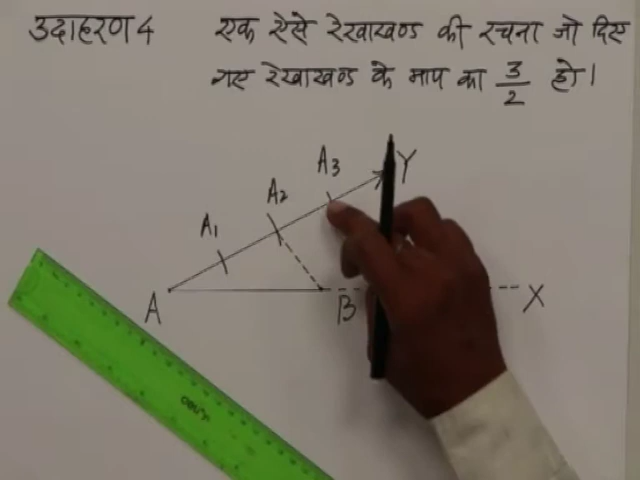 उदाहरण 4 एक ऐसे रेखाखण्ड की रचना जो दिए
गए रेखाखण्ड के माप का 3/2 हो।
Y
A3
A2
A1
A B X